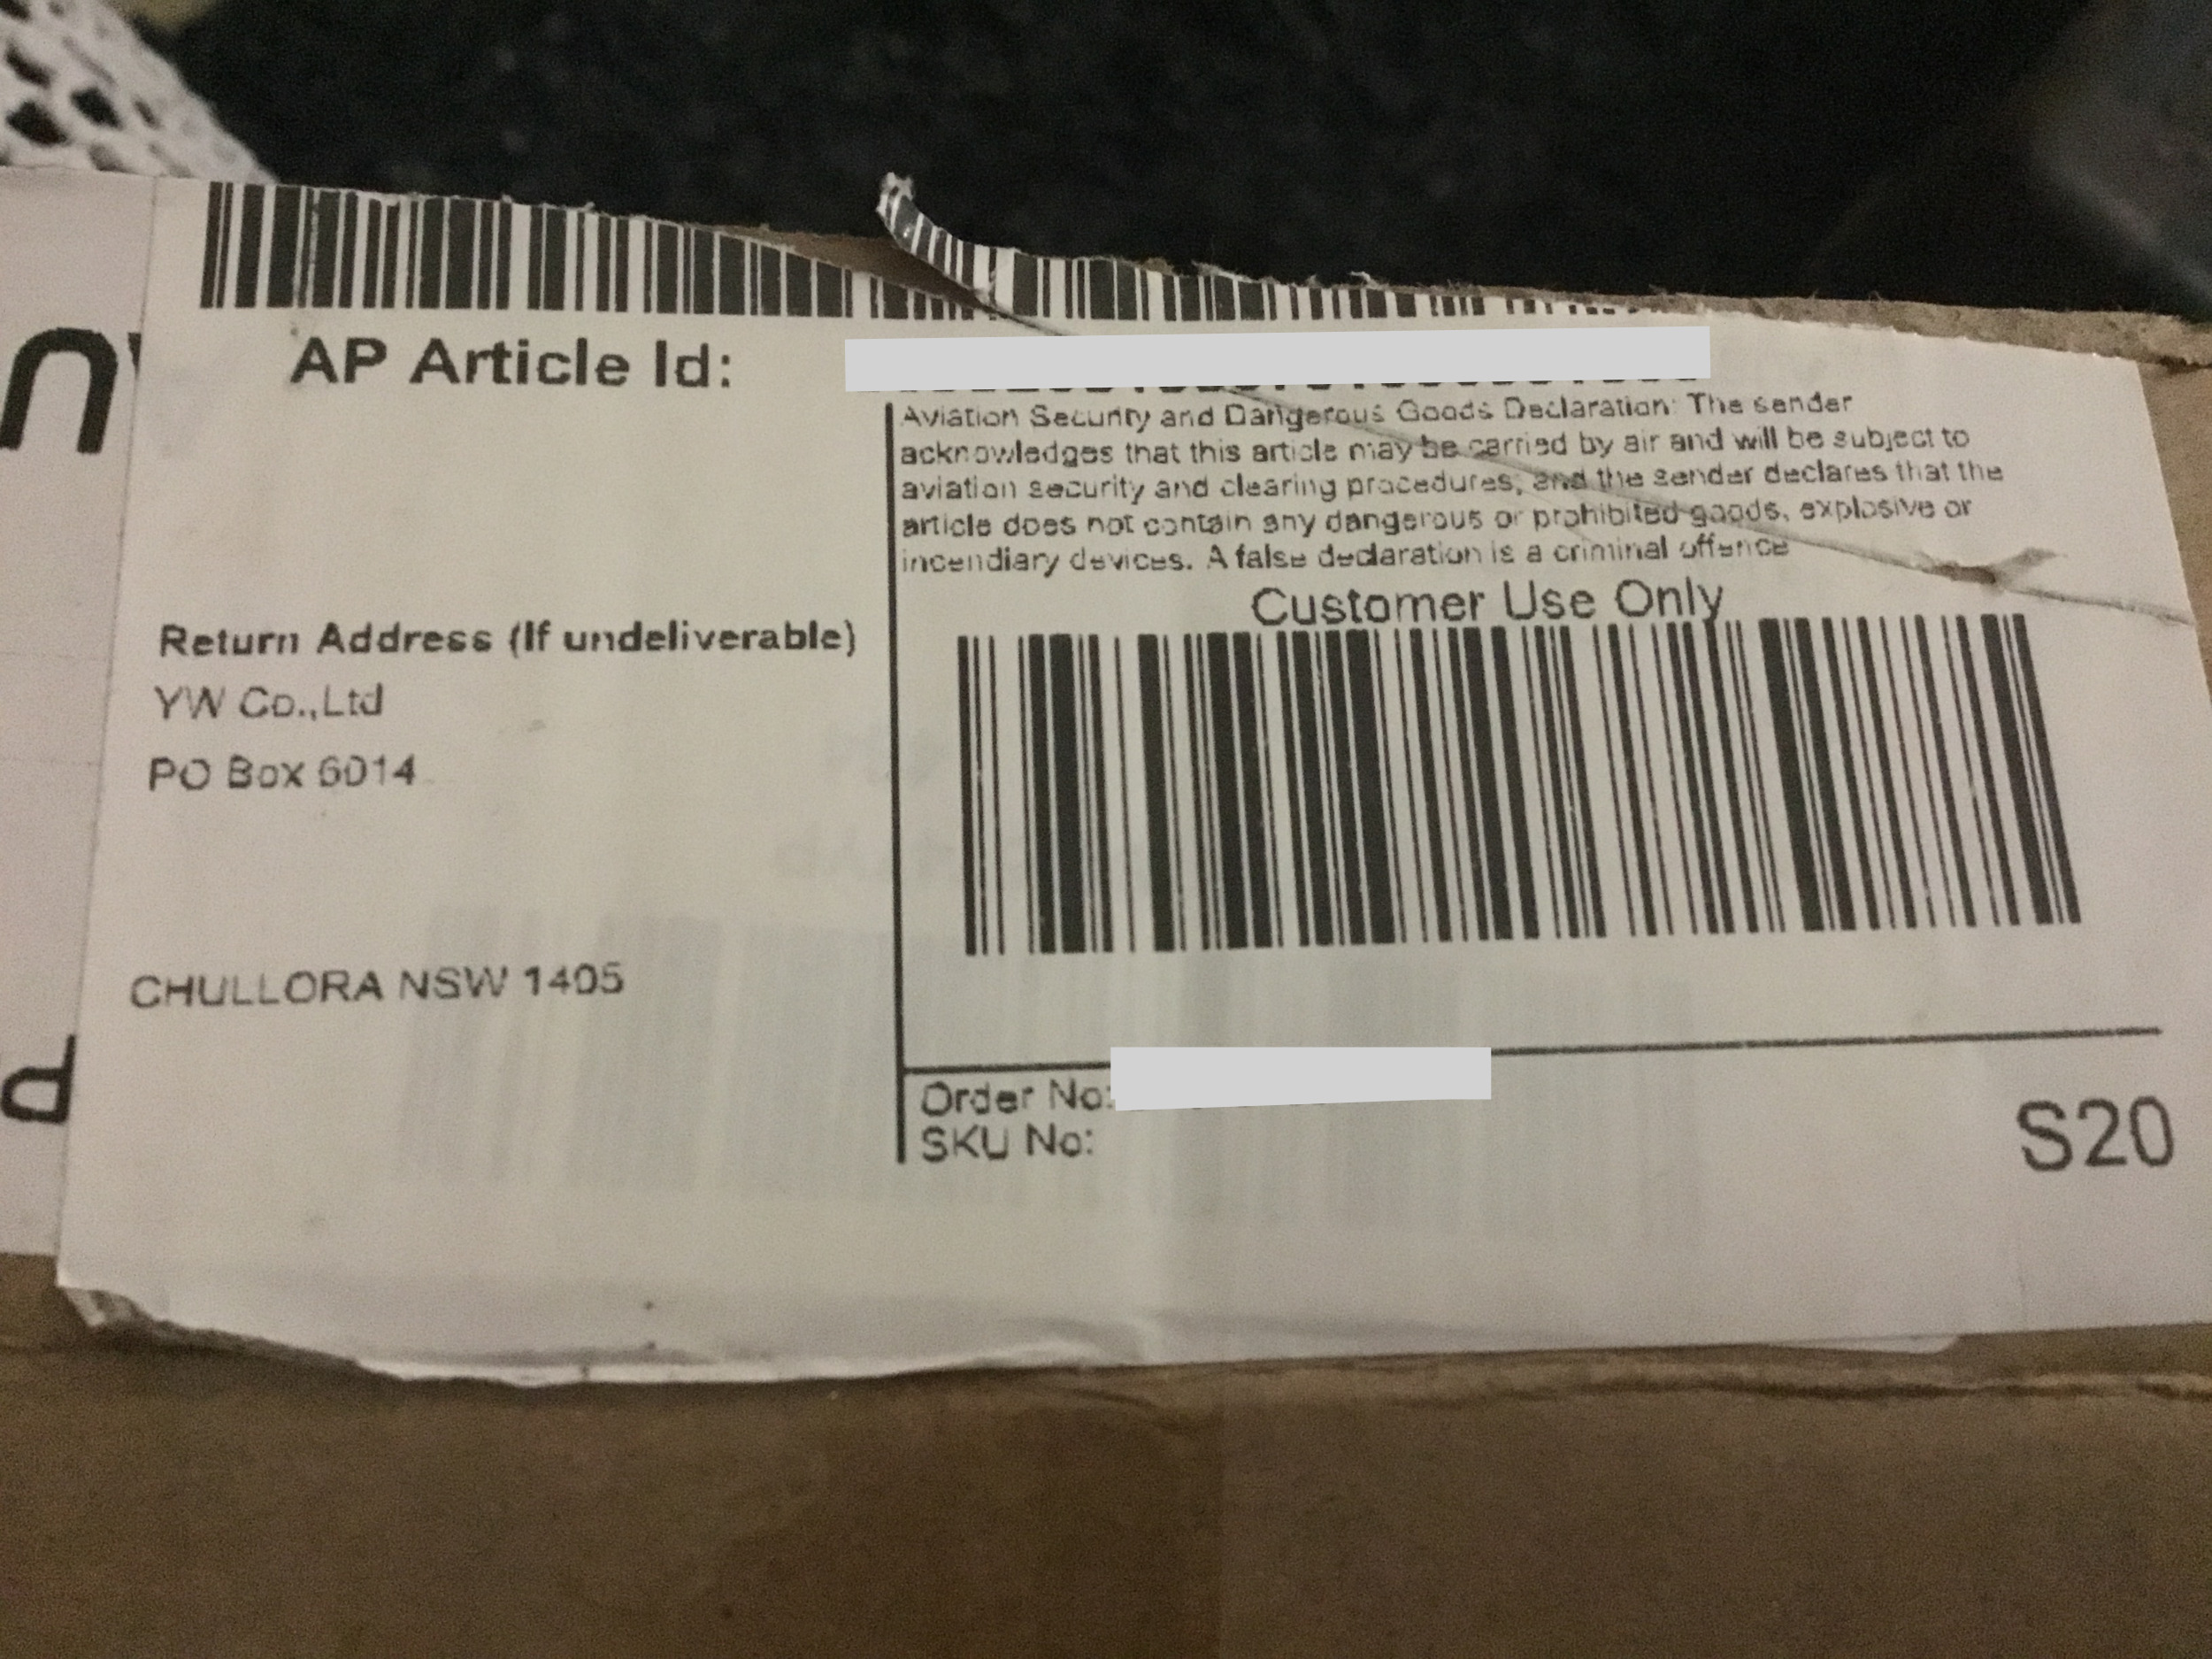 AP Article Id:
Aviation Security and Dangerous Goods Declaration: The sender
acknowledges that this article may be carried by air and will be subject to
aviation security and clearing procedures; and the sender declares that the
article does not contain any dangerous or prohibited goods, explosive or
incendiary devices. A false declaration is a criminal offence
Customer Use Only
Return Address (If undeliverable)
YW Co.,Ltd
PO Box 6014
CHULLORA NSW 1405
Order No:
SKU No:
S20